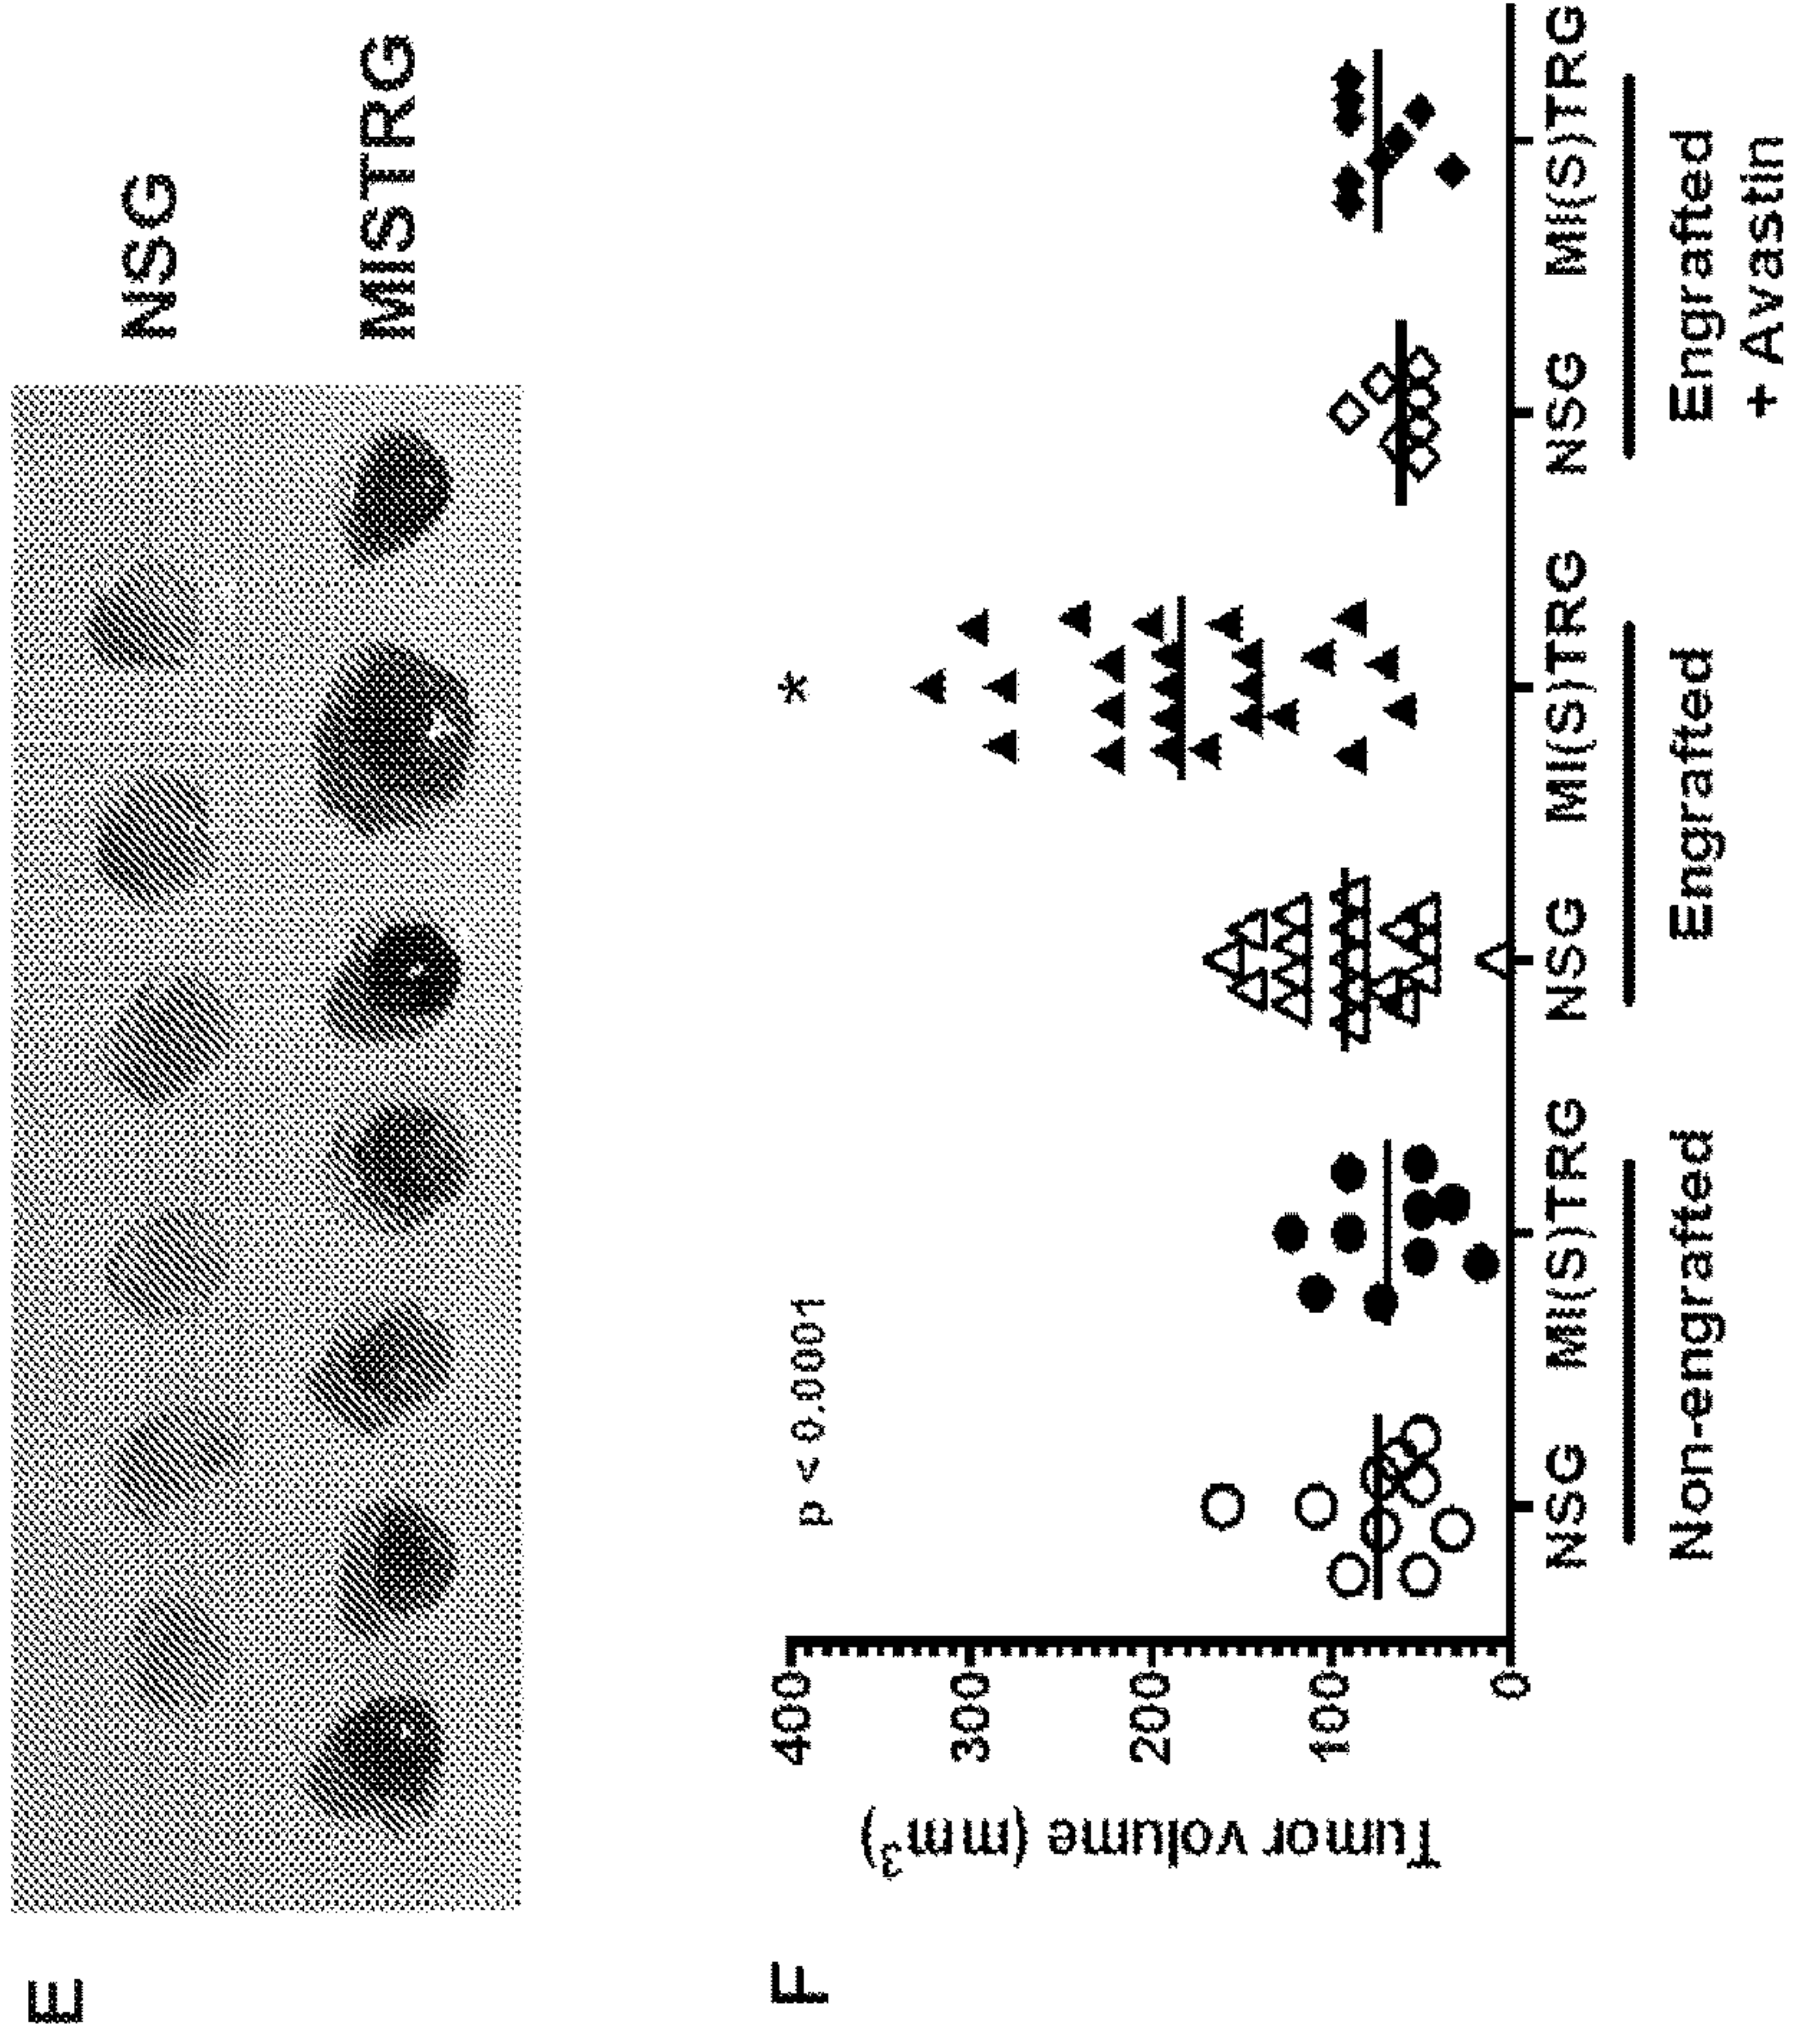 E
NSG
MISTRG
F
p < 0.0001
*
Tumor volume (mm³)
400
300
200
100
0
NSG MI(S)TRG NSG MI(S)TRG NSG MI(S)TRG
Non-engrafted Engrafted Engrafted
+ Avastin